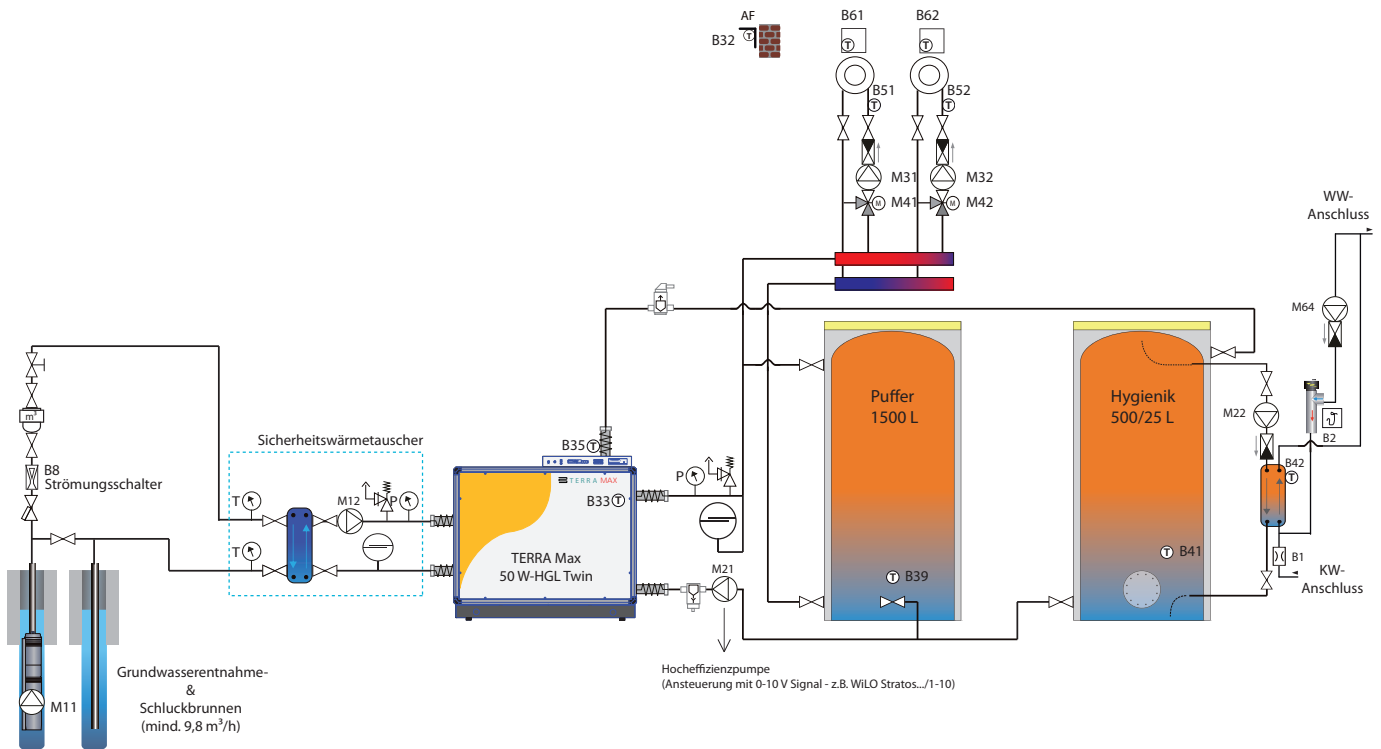 AF
B32
T
B61
T
B62
T
B51
T
B52
T
M31
M32
M41
M
M42
M
WW-
Anschluss
M64
m³
B8
Strömungsschalter
Sicherheitswärmetauscher
T
T
M12
P
B35
T
TERRA MAX
B33
T
TERRA Max
50 W-HGL Twin
P
M21
Puffer
1500 L
T
B39
Hygienik
500/25 L
T
B41
M22
B2
B42
T
B1
KW-
Anschluss
Hocheffizienzpumpe
(Ansteuerung mit 0-10 V Signal - z.B. WiLO Stratos.../1-10)
Grundwasserentnahme-
&
Schluckbrunnen
(mind. 9,8 m³/h)
M11